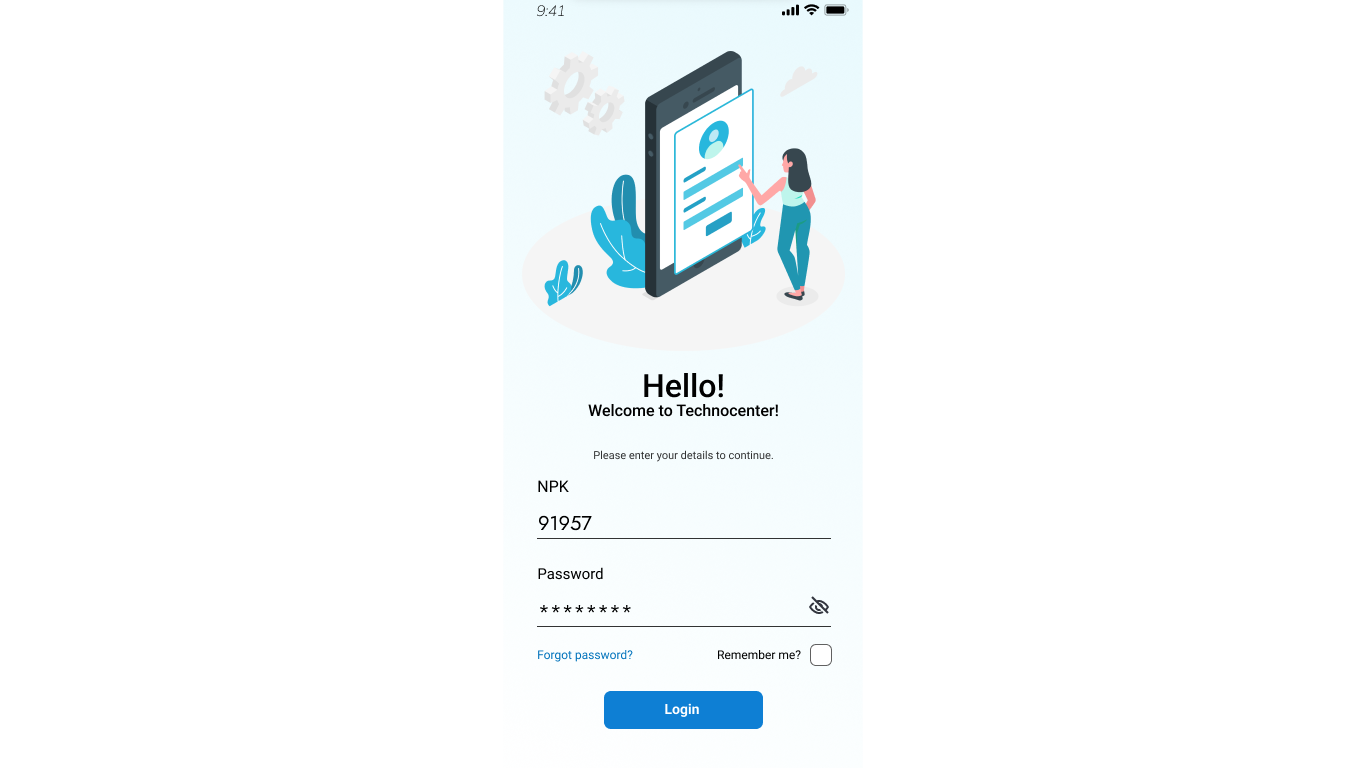 9:41
Hello!
Welcome to Technocenter!
Please enter your details to continue.
NPK
91957
Password
********
Forgot password? Remember me?
Login